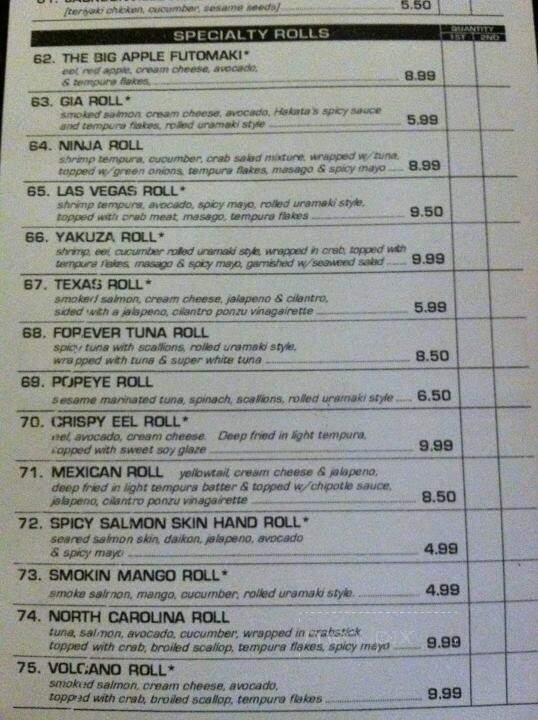 [teriyaki chicken, cucumber, sesame seeds] 5.50
SPECIALTY ROLLS
QUANTITY
1ST 2ND
62. THE BIG APPLE FUTOMAKI*
eel, red apple, cream cheese, avocado,
& tempura flakes, 8.99
63. GIA ROLL*
smoked salmon, cream cheese, avocado, Hakata's spicy sauce
and tempura flakes, rolled uramaki style 5.99
64. NINJA ROLL
shrimp tempura, cucumber, crab salad mixture, wrapped w/tuna,
topped w/green onions, tempura flakes, masago & spicy mayo 8.99
65. LAS VEGAS ROLL*
shrimp tempura, avocado, spicy mayo, rolled uramaki style,
topped with crab meat, masago, tempura flakes 9.50
66. YAKUZA ROLL*
shrimp, eel, cucumber rolled uramaki style, wrapped in crab, topped with
tempura flakes, masago & spicy mayo, garnished w/seaweed salad 9.99
67. TEXAS ROLL*
smoked salmon, cream cheese, jalapeno & cilantro,
sided with a jalapeno, cilantro ponzu vinagairette 5.99
68. FOREVER TUNA ROLL
spicy tuna with scallions, rolled uramaki style,
wrapped with tuna & super white tuna 8.50
69. POPEYE ROLL
sesame marinated tuna, spinach, scallions, rolled uramaki style 6.50
70. CRISPY EEL ROLL*
eel, avocado, cream cheese. Deep fried in light tempura,
topped with sweet soy glaze 9.99
71. MEXICAN ROLL yellowtail, cream cheese & jalapeno,
deep fried in light tempura batter & topped w/chipotle sauce,
jalapeno, cilantro ponzu vinagairette 8.50
72. SPICY SALMON SKIN HAND ROLL*
seared salmon skin, daikon, jalapeno, avocado
& spicy mayo 4.99
73. SMOKIN MANGO ROLL*
smoke salmon, mango, cucumber, rolled uramaki style. 4.99
74. NORTH CAROLINA ROLL
tuna, salmon, avocado, cucumber, wrapped in crabstick,
topped with crab, broiled scallop, tempura flakes, spicy mayo 9.99
75. VOLCANO ROLL*
smoked salmon, cream cheese, avocado,
topped with crab, broiled scallop, tempura flakes 9.99